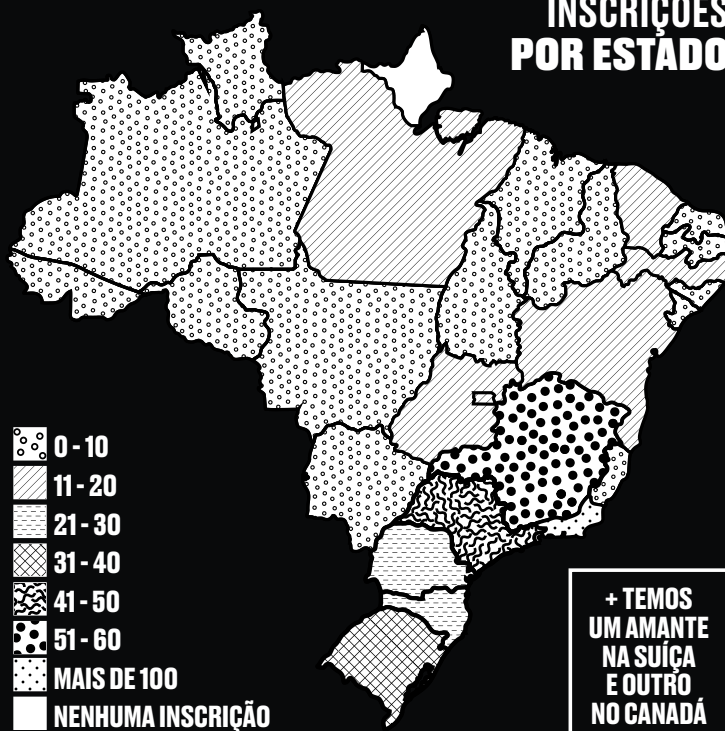 INSCRIÇÕES
POR ESTADO
0 - 10
11 - 20
21 - 30
31 - 40
41 - 50
51 - 60
MAIS DE 100
NENHUMA INSCRIÇÃO
+ TEMOS
UM AMANTE
NA SUÍÇA
E OUTRO
NO CANADÁ